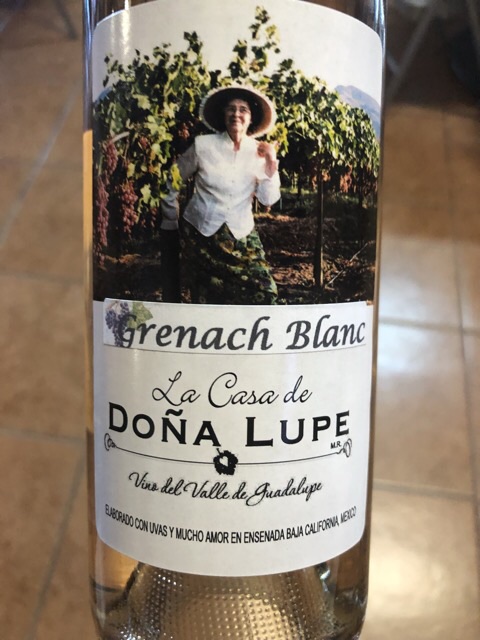 Grenach Blanc
La Casa de
DOÑA LUPE
M.R.
Vino del Valle de Guadalupe
ELABORADO CON UVAS Y MUCHO AMOR EN ENSENADA BAJA CALIFORNIA, MEXICO